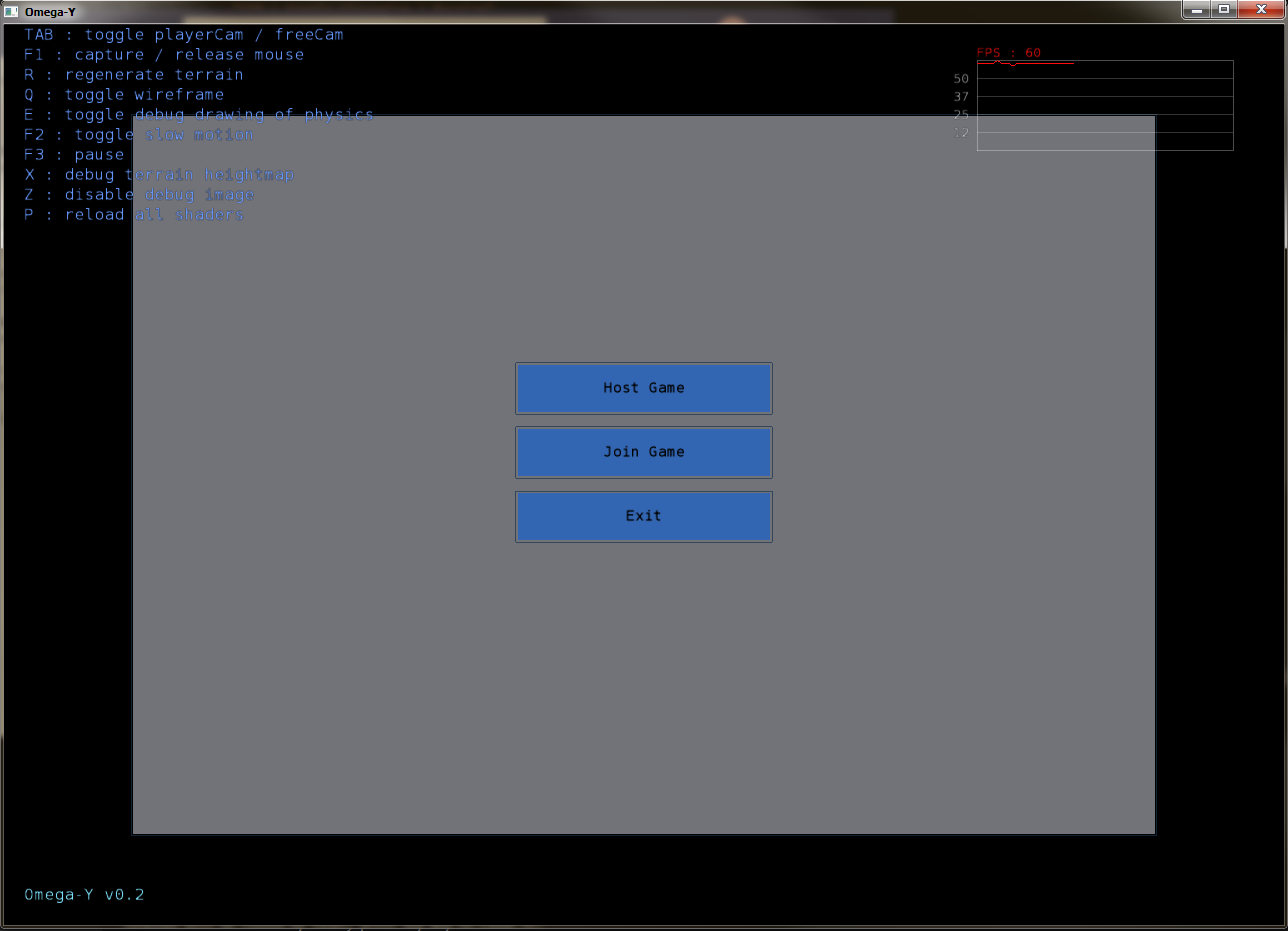 Omega-Y
TAB : toggle playerCam / freeCam
F1 : capture / release mouse
R : regenerate terrain
Q : toggle wireframe
E : toggle debug drawing of physics
F2 : toggle slow motion
F3 : pause
X : debug terrain heightmap
Z : disable debug image
P : reload all shaders
FPS : 60
50
37
25
12
Host Game
Join Game
Exit
Omega-Y v0.2